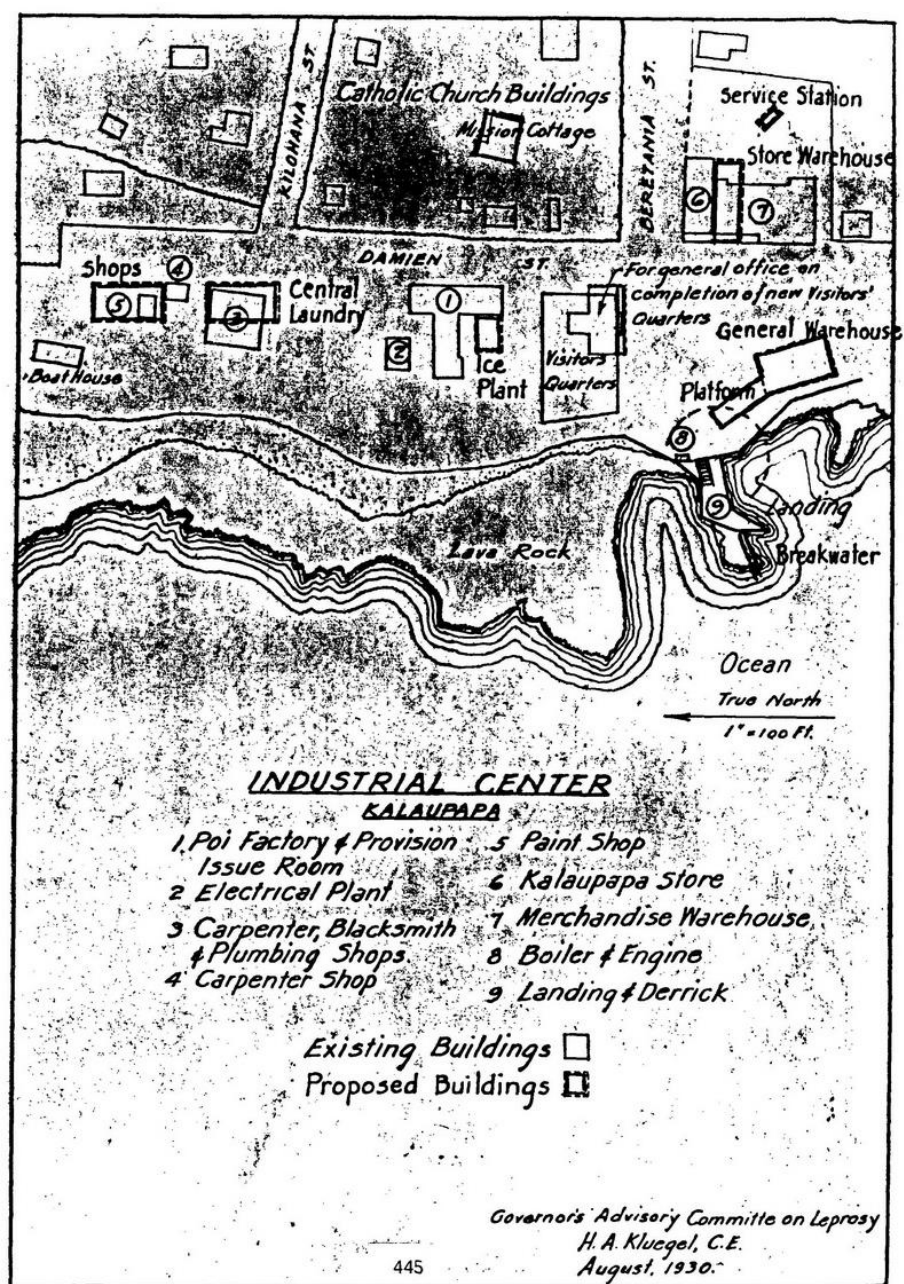 KILOHANA ST.
Catholic Church Buildings
Mission Cottage
BERETANIA ST.
Service Station
Store Warehouse
6
7
DAMIEN ST.
Shops
4
5
3
Central
Laundry
1
2
Ice
Plant
For general office on
completion of new Visitors'
Quarters
Visitors
Quarters
General Warehouse
Boat House
Platform
8
9
Landing
Breakwater
Lava Rock
Ocean
True North
1" = 100 Ft.
INDUSTRIAL CENTER
KALAUPAPA
1. Poi Factory & Provision
Issue Room
2 Electrical Plant
3 Carpenter, Blacksmith
& Plumbing Shops.
4 Carpenter Shop
5 Paint Shop
6 Kalaupapa Store
7 Merchandise Warehouse,
8 Boiler & Engine
9 Landing & Derrick
Existing Buildings
Proposed Buildings
Governor's Advisory Committe on Leprosy
H. A. Kluegel, C.E.
August, 1930.
445